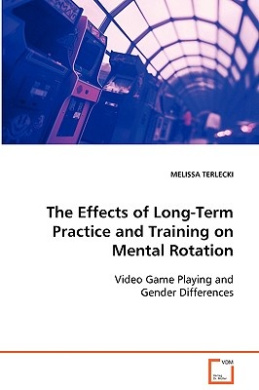 MELISSA TERLECKI
The Effects of Long-Term
Practice and Training on
Mental Rotation
Video Game Playing and
Gender Differences
VDM